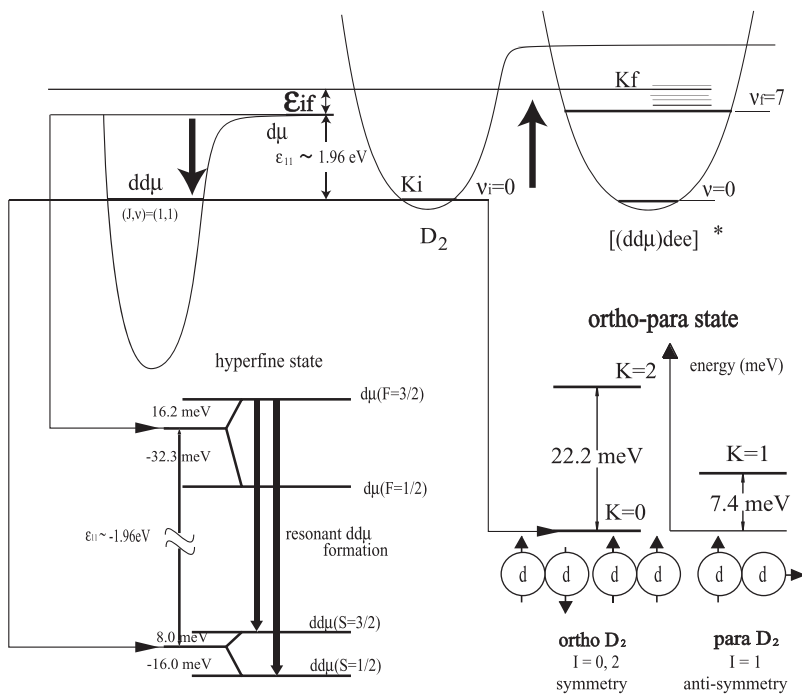 Kf
νf=7
εif
dμ
ε11 ~ 1.96 eV
ddμ
(J,ν)=(1,1)
Ki
νi=0
ν=0
D2
[(ddμ)dee] *
ortho-para state
hyperfine state
energy (meV)
K=2
dμ(F=3/2)
16.2 meV
-32.3 meV
22.2 meV
K=1
7.4 meV
dμ(F=1/2)
K=0
ε11 ~ -1.96eV
resonant ddμ
formation
d d d d d d
ddμ(S=3/2)
8.0 meV
-16.0 meV
ddμ(S=1/2)
ortho D2
I = 0, 2
symmetry
para D2
I = 1
anti-symmetry